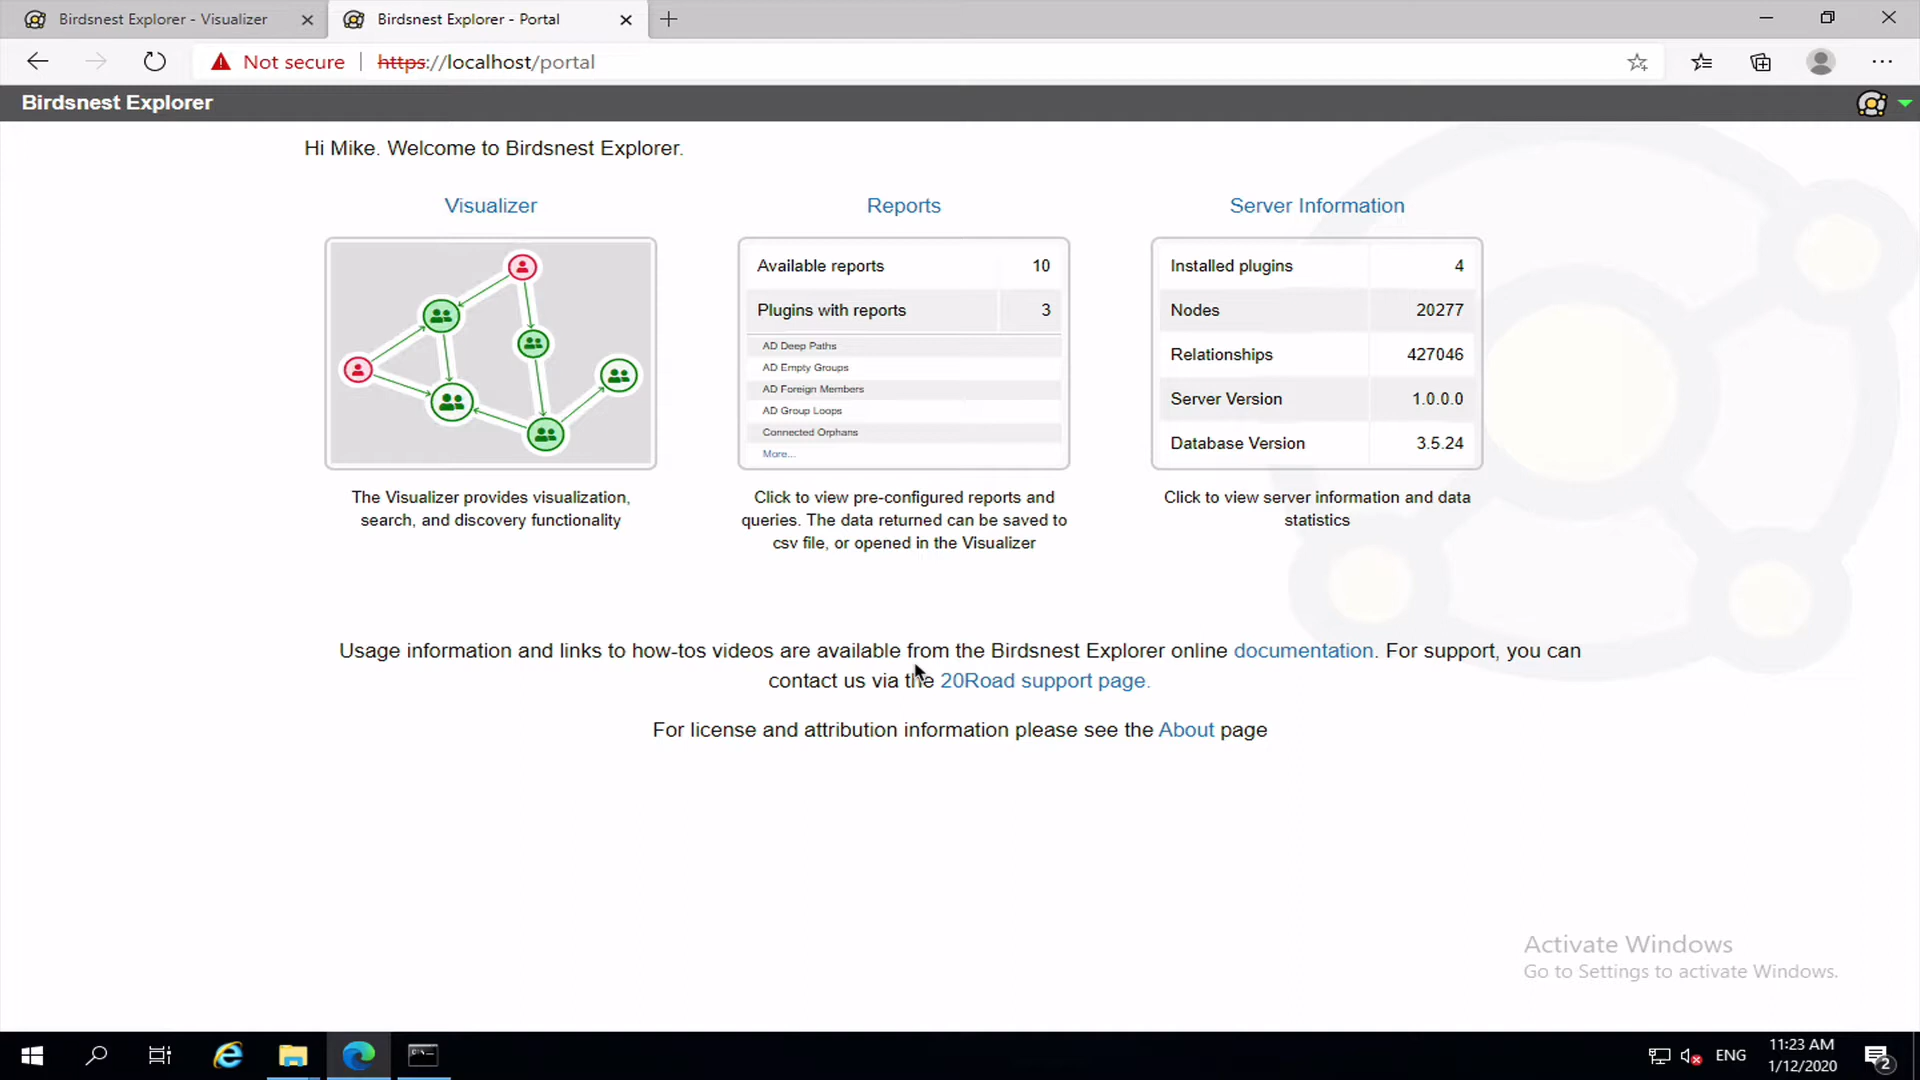 Birdsnest Explorer - Visualizer
Birdsnest Explorer - Portal
Not secure
https://localhost/portal
Birdsnest Explorer
Hi Mike. Welcome to Birdsnest Explorer.
Visualizer
The Visualizer provides visualization,
search, and discovery functionality
Reports
Available reports 10
Plugins with reports 3
AD Deep Paths
AD Empty Groups
AD Foreign Members
AD Group Loops
Connected Orphans
More...
Click to view pre-configured reports and
queries. The data returned can be saved to
csv file, or opened in the Visualizer
Server Information
Installed plugins 4
Nodes 20277
Relationships 427046
Server Version 1.0.0.0
Database Version 3.5.24
Click to view server information and data
statistics
Usage information and links to how-tos videos are available from the Birdsnest Explorer online documentation. For support, you can
contact us via the 20Road support page.
For license and attribution information please see the About page
Activate Windows
Go to Settings to activate Windows.
ENG
11:23 AM
1/12/2020
2